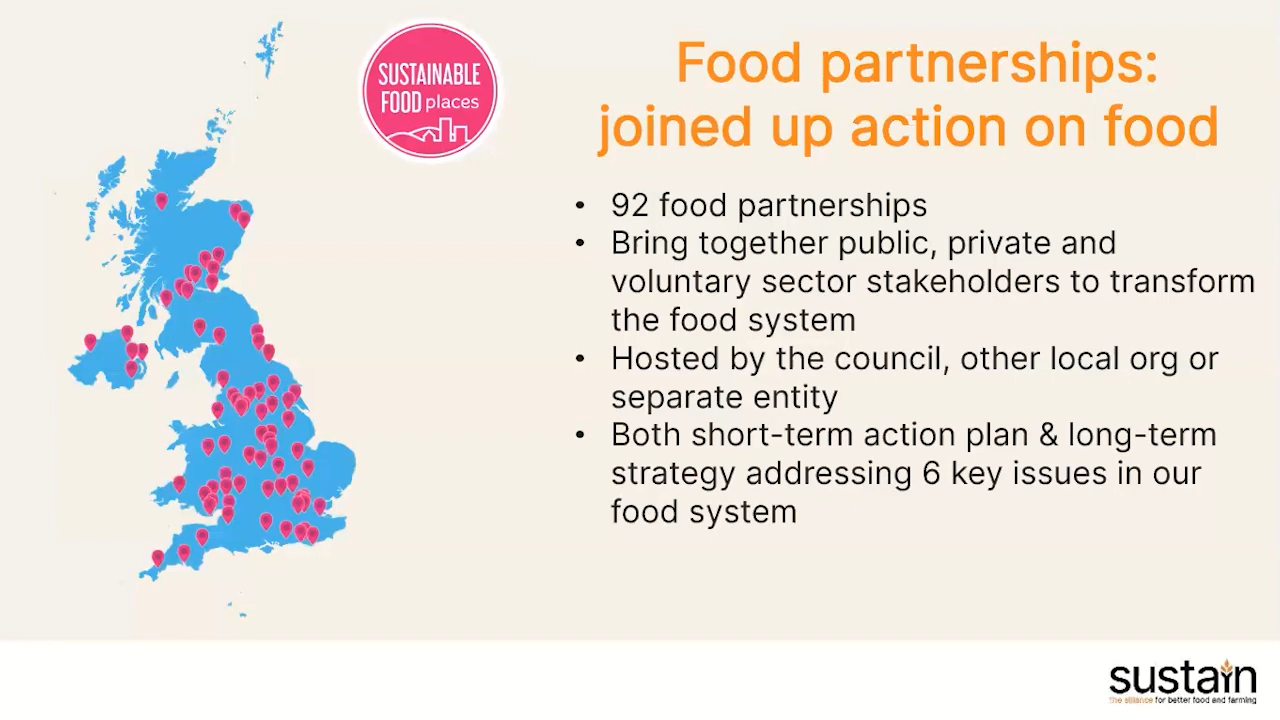 SUSTAINABLE
FOOD places
Food partnerships:
joined up action on food
• 92 food partnerships
• Bring together public, private and
voluntary sector stakeholders to transform
the food system
• Hosted by the council, other local org or
separate entity
• Both short-term action plan & long-term
strategy addressing 6 key issues in our
food system
sustain
the alliance for better food and farming